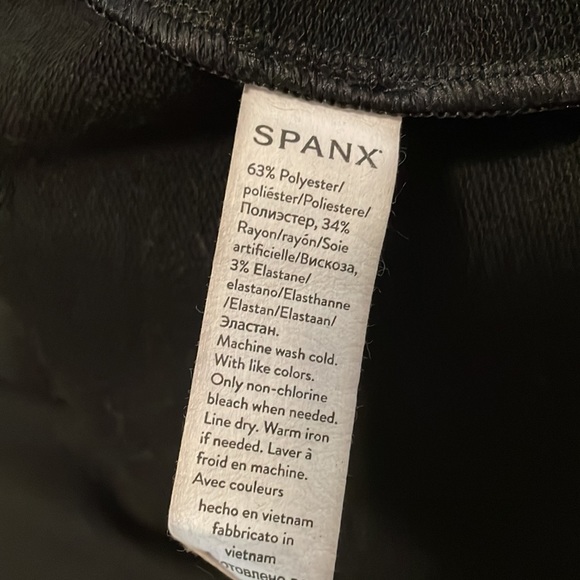 SPANX
63% Polyester/
poliéster/Poliestere/
Полиэстер, 34%
Rayon/rayón/Soie
artificielle/Вискоза,
3% Elastane/
elastano/Elasthanne
/Elastan/Elastaan/
Эластан.
Machine wash cold.
With like colors.
Only non-chlorine
bleach when needed.
Line dry. Warm iron
if needed. Laver à
froid en machine.
Avec couleurs
hecho en vietnam
fabbricato in
vietnam